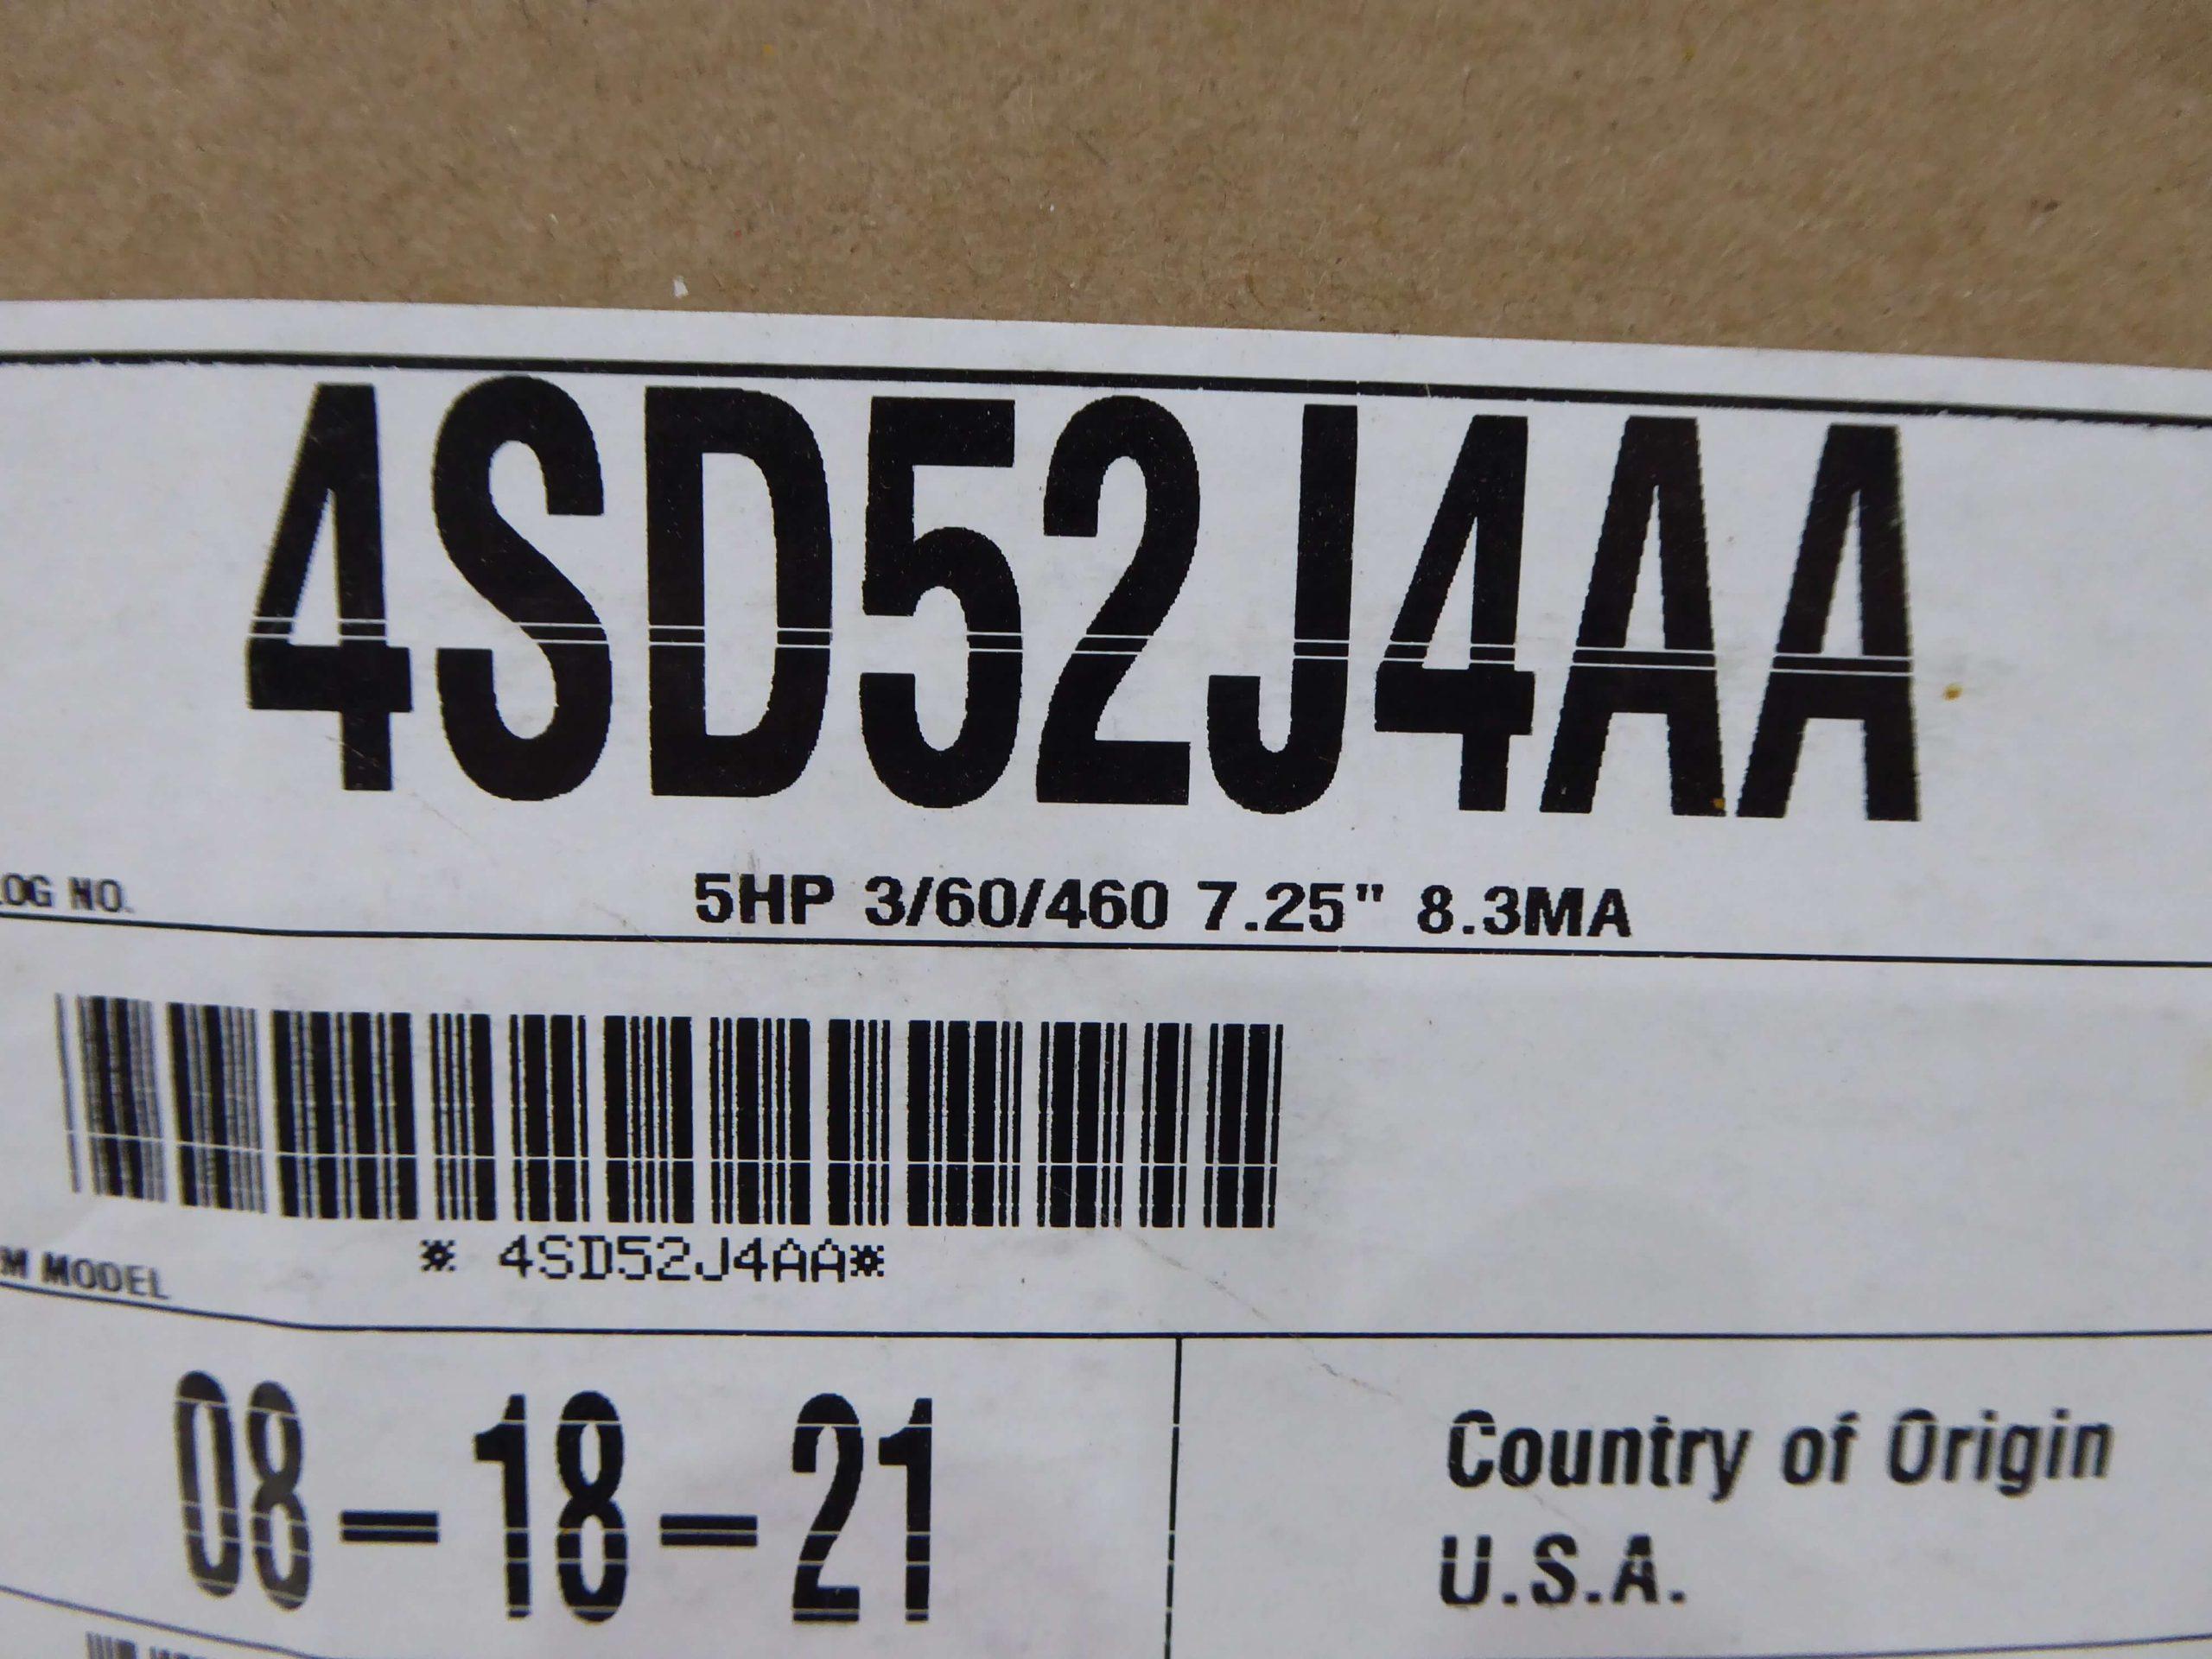 4SD52J4AA
OG NO.
5HP 3/60/460 7.25" 8.3MA
* 4SD52J4AA*
M MODEL
08-18-21
Country of Origin
U.S.A.